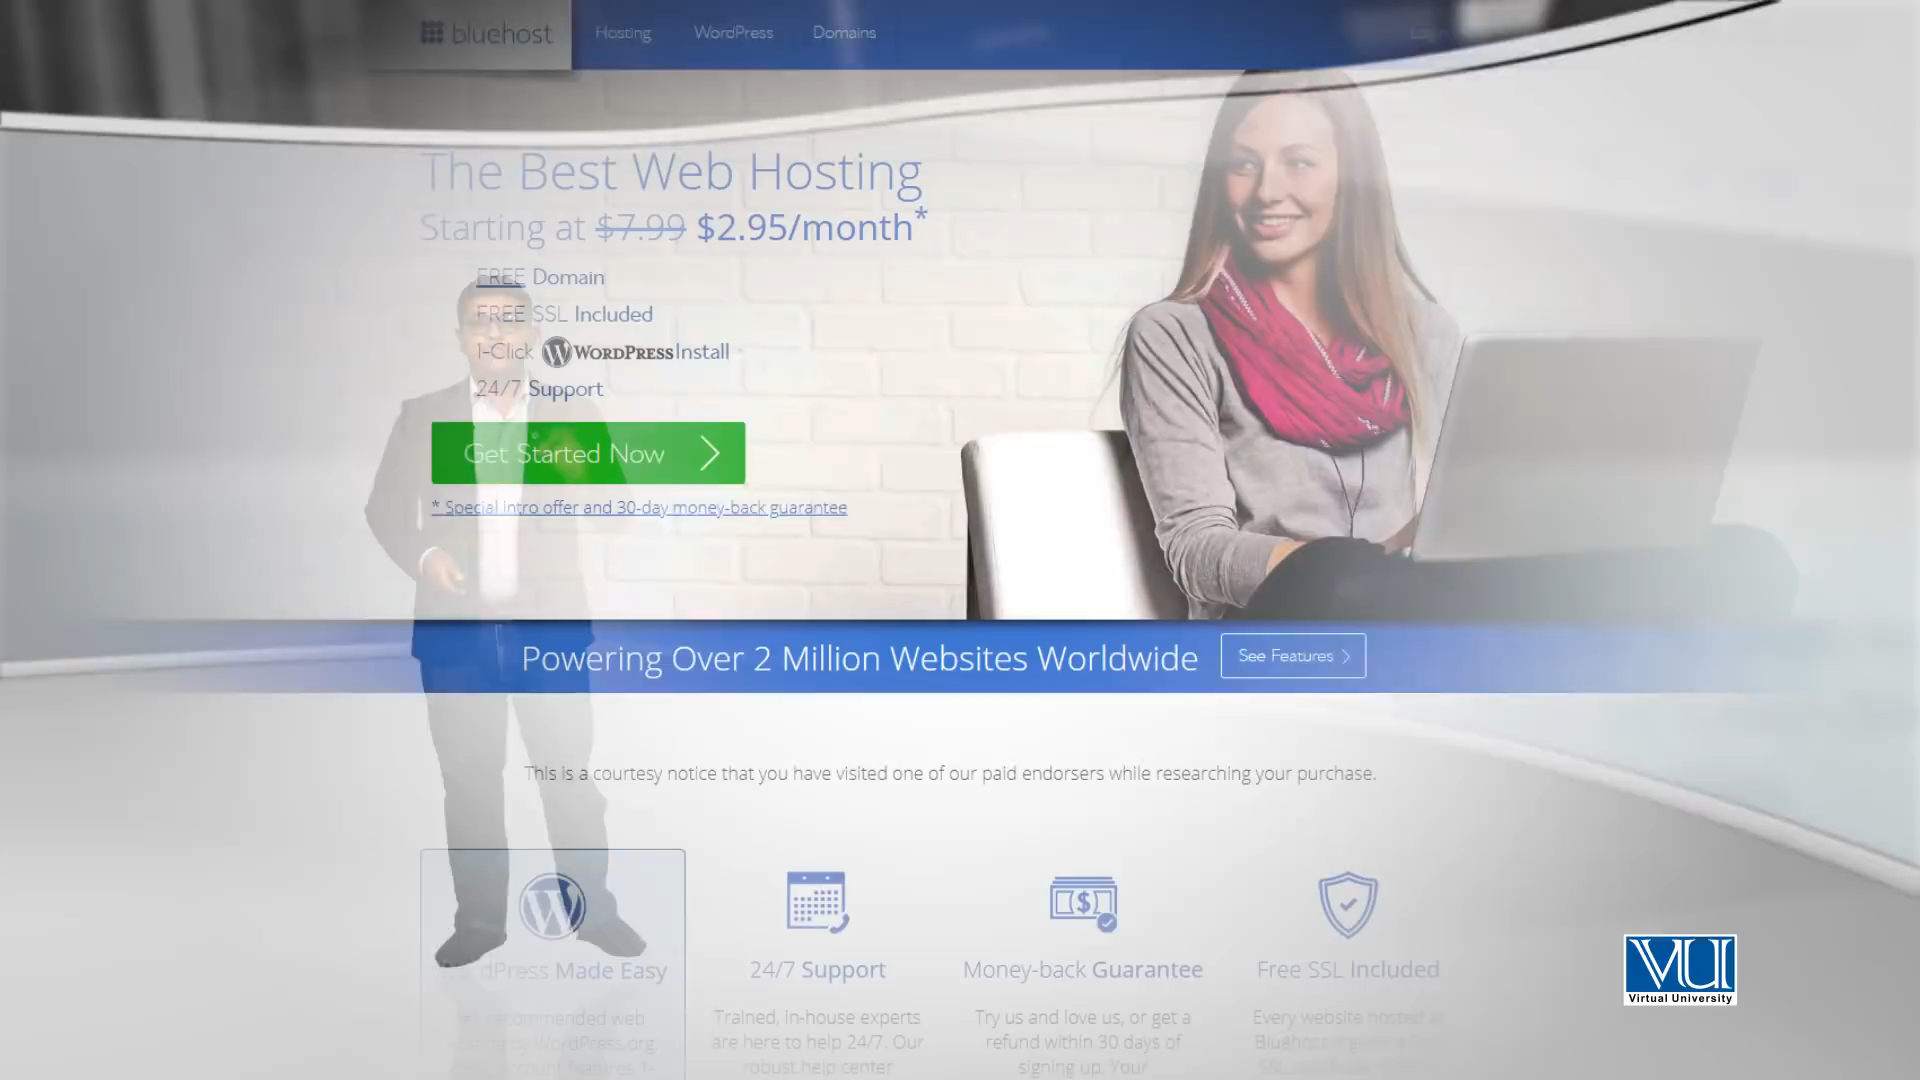 bluehost
Hosting
WordPress
Domains
The Best Web Hosting
Starting at $7.99 $2.95/month*
FREE Domain
FREE SSL Included
1-Click WORDPRESS Install
24/7 Support
Get Started Now
* Special intro offer and 30-day money-back guarantee
Powering Over 2 Million Websites Worldwide
See Features
This is a courtesy notice that you have visited one of our paid endorsers while researching your purchase.
Made Easy
24/7 Support
Money-back Guarantee
Free SSL Included
recommended web
by WordPress.org.
features 1-
Trained, in-house experts
are here to help 24/7. Our
robust help center
Try us and love us, or get a
refund within 30 days of
signing up. Your
Every website hosted
VU
Virtual University